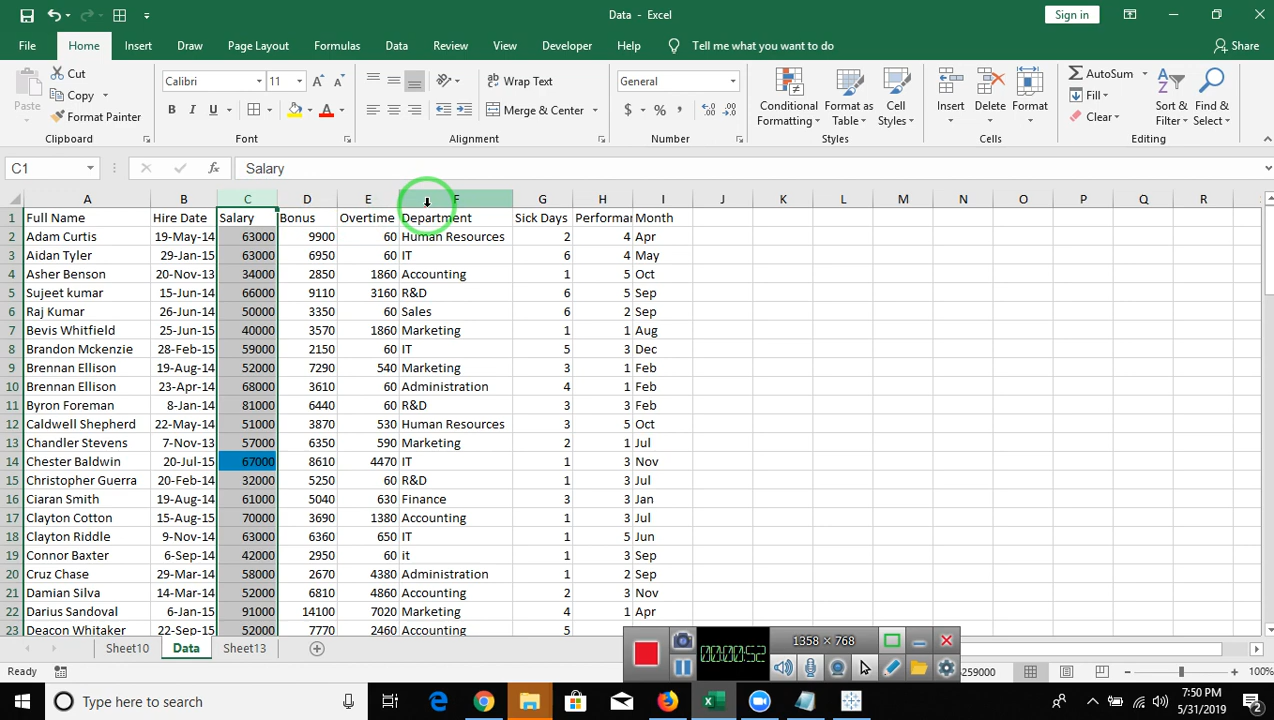 Data - Excel
Sign in
File Home Insert Draw Page Layout Formulas Data Review View Developer Help Tell me what you want to do Share
Paste
Cut
Copy
Format Painter
Clipboard
Calibri 11
B I U A
Font
Wrap Text
Merge & Center
Alignment
General
$ % ,
Number
Conditional Formatting
Format as Table
Cell Styles
Styles
Insert Delete Format
Cells
AutoSum
Fill
Clear
Sort & Filter
Find & Select
Editing
C1 fx Salary
A B C D E F G H I J K L M N O P Q R
1 Full Name Hire Date Salary Bonus Overtime Department Sick Days Performan Month
2 Adam Curtis 19-May-14 63000 9900 60 Human Resources 2 4 Apr
3 Aidan Tyler 29-Jan-15 63000 6950 60 IT 6 4 May
4 Asher Benson 20-Nov-13 34000 2850 1860 Accounting 1 5 Oct
5 Sujeet kumar 15-Jun-14 66000 9110 3160 R&D 6 5 Sep
6 Raj Kumar 26-Jun-14 50000 3350 60 Sales 6 2 Sep
7 Bevis Whitfield 25-Jun-15 40000 3570 1860 Marketing 1 1 Aug
8 Brandon Mckenzie 28-Feb-15 59000 2150 60 IT 5 3 Dec
9 Brennan Ellison 19-Aug-14 52000 7290 540 Marketing 3 1 Feb
10 Brennan Ellison 23-Apr-14 68000 3610 60 Administration 4 1 Feb
11 Byron Foreman 8-Jan-14 81000 6440 60 R&D 3 3 Feb
12 Caldwell Shepherd 22-May-14 51000 3870 530 Human Resources 3 5 Oct
13 Chandler Stevens 7-Nov-13 57000 6350 590 Marketing 2 1 Jul
14 Chester Baldwin 20-Jul-15 67000 8610 4470 IT 1 3 Nov
15 Christopher Guerra 20-Feb-14 32000 5250 60 R&D 1 3 Jul
16 Ciaran Smith 19-Aug-14 61000 5040 630 Finance 3 3 Jan
17 Clayton Cotton 15-Aug-15 70000 3690 1380 Accounting 1 3 Jul
18 Clayton Riddle 9-Nov-14 63000 6360 650 IT 1 5 Jun
19 Connor Baxter 6-Sep-14 42000 2950 60 it 1 3 Sep
20 Cruz Chase 29-Mar-14 58000 2670 4380 Administration 1 2 Sep
21 Damian Silva 14-Mar-14 52000 6810 4860 Accounting 2 3 Nov
22 Darius Sandoval 6-Jan-15 91000 14100 7020 Marketing 4 1 Apr
23 Deacon Whitaker 22-Sep-15 52000 7770 2460 Accounting 5
Sheet10 Data Sheet13
00:00:52
1358 × 768
Ready
259000
100%
Type here to search
7:50 PM
5/31/2019
2